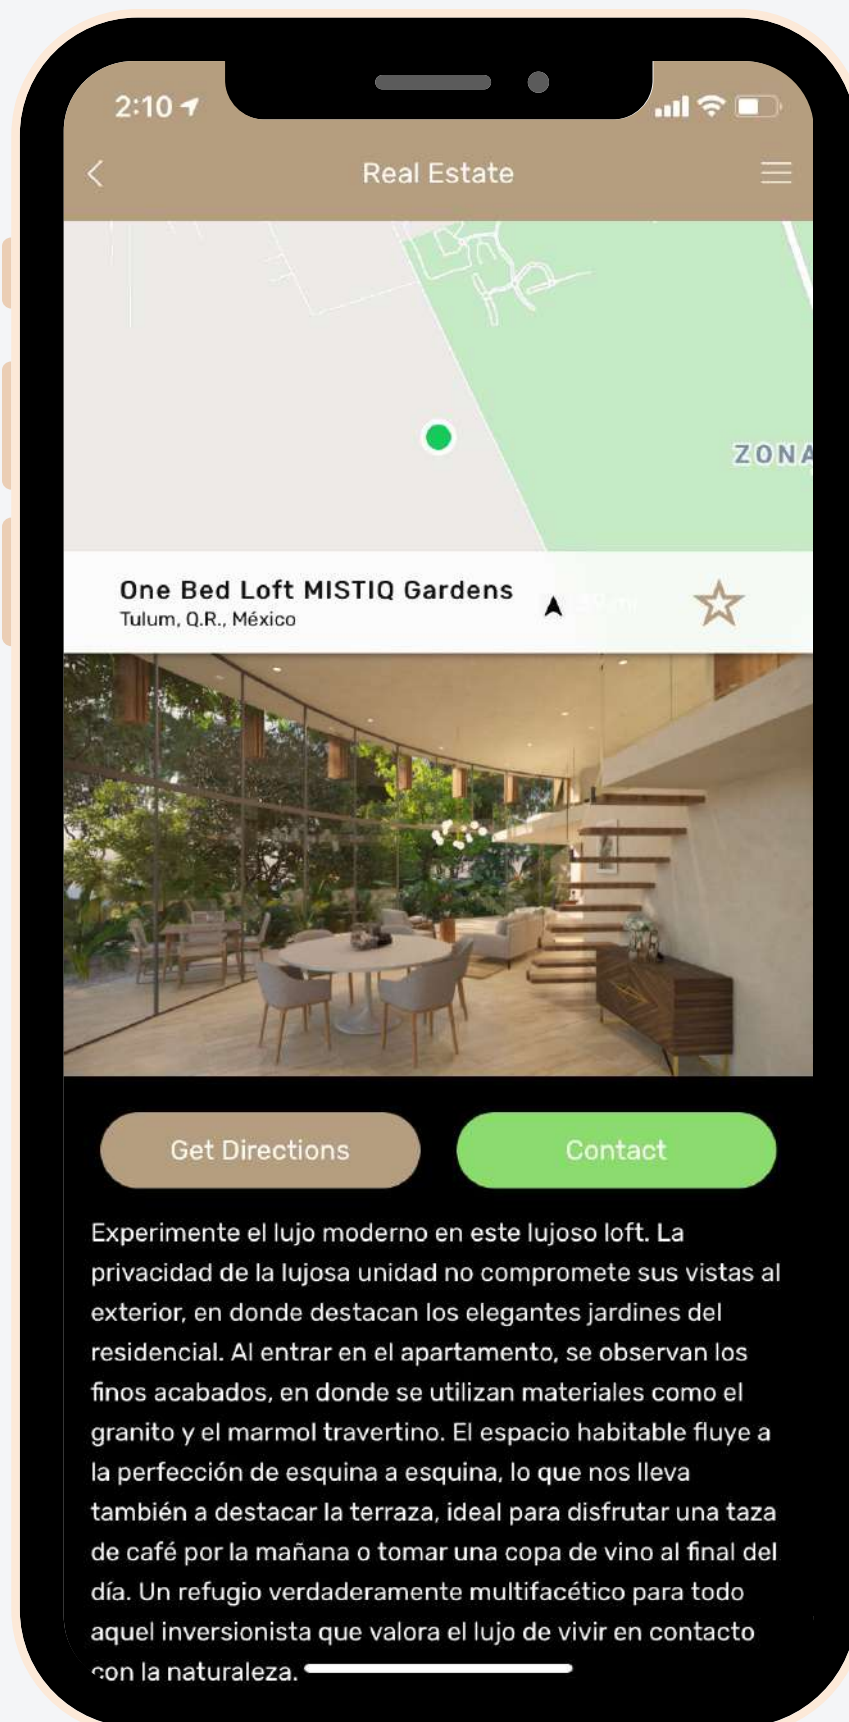 2:10
Real Estate
ZONA
One Bed Loft MISTIQ Gardens
Tulum, Q.R., México
Get Directions
Contact
Experimente el lujo moderno en este lujoso loft. La
privacidad de la lujosa unidad no compromete sus vistas al
exterior, en donde destacan los elegantes jardines del
residencial. Al entrar en el apartamento, se observan los
finos acabados, en donde se utilizan materiales como el
granito y el marmol travertino. El espacio habitable fluye a
la perfección de esquina a esquina, lo que nos lleva
también a destacar la terraza, ideal para disfrutar una taza
de café por la mañana o tomar una copa de vino al final del
día. Un refugio verdaderamente multifacético para todo
aquel inversionista que valora el lujo de vivir en contacto
con la naturaleza.